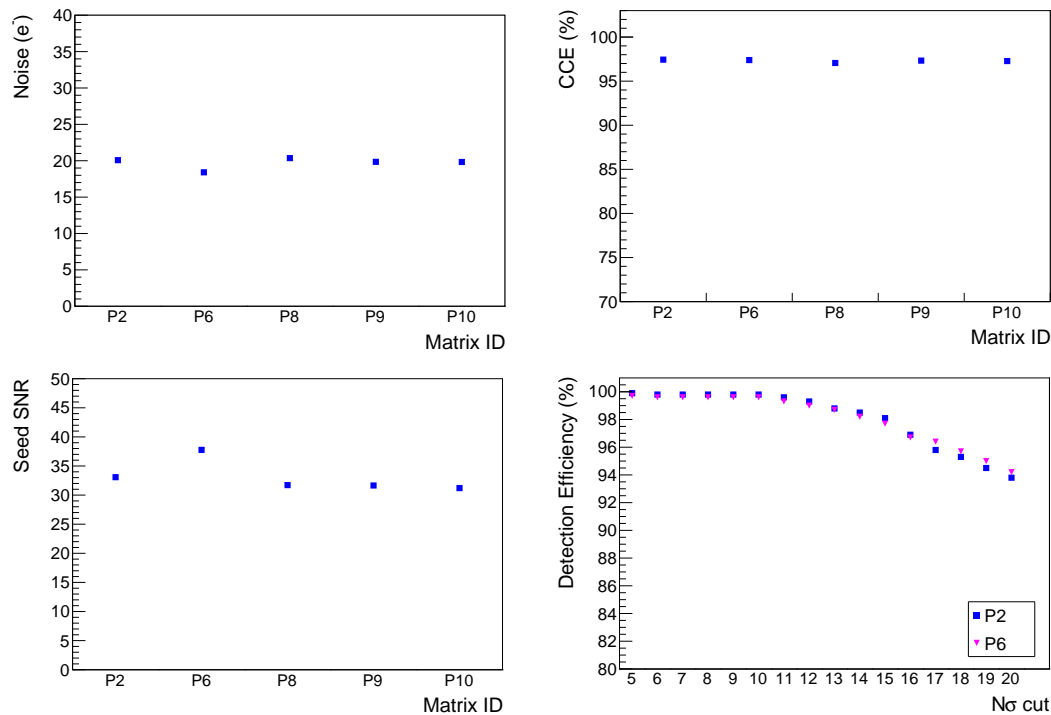 Noise (e⁻)
40
35
30
25
20
15
10
5
0
P2 P6 P8 P9 P10
Matrix ID
CCE (%)
100
95
90
85
80
75
70
P2 P6 P8 P9 P10
Matrix ID
Seed SNR
50
45
40
35
30
25
20
15
10
5
0
P2 P6 P8 P9 P10
Matrix ID
Detection Efficiency (%)
100
98
96
94
92
90
88
86
84
82
80
P2
P6
5 6 7 8 9 10 11 12 13 14 15 16 17 18 19 20
Nσ cut